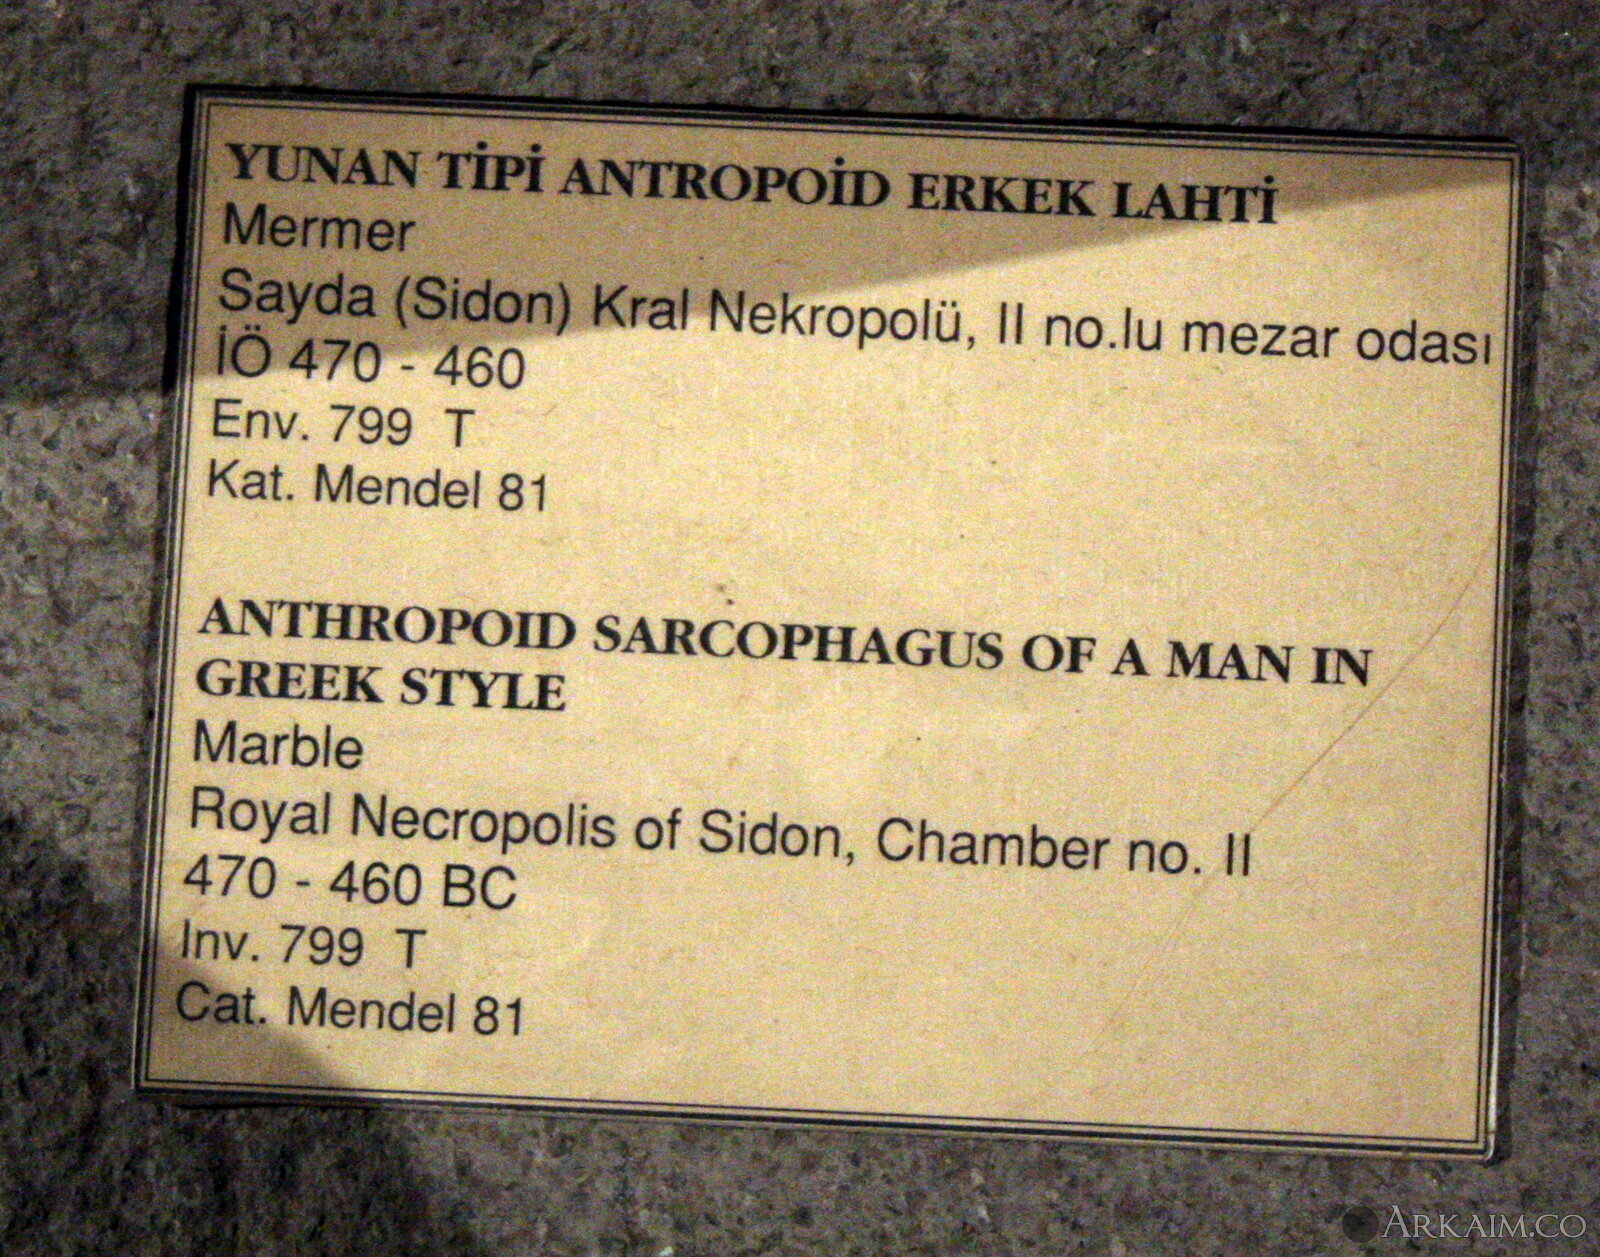 YUNAN TİPİ ANTROPOİD ERKEK LAHTİ
Mermer
Sayda (Sidon) Kral Nekropolü, II no.lu mezar odası
İÖ 470 - 460
Env. 799 T
Kat. Mendel 81
ANTHROPOID SARCOPHAGUS OF A MAN IN
GREEK STYLE
Marble
Royal Necropolis of Sidon, Chamber no. II
470 - 460 BC
Inv. 799 T
Cat. Mendel 81
ARKAIM.CO